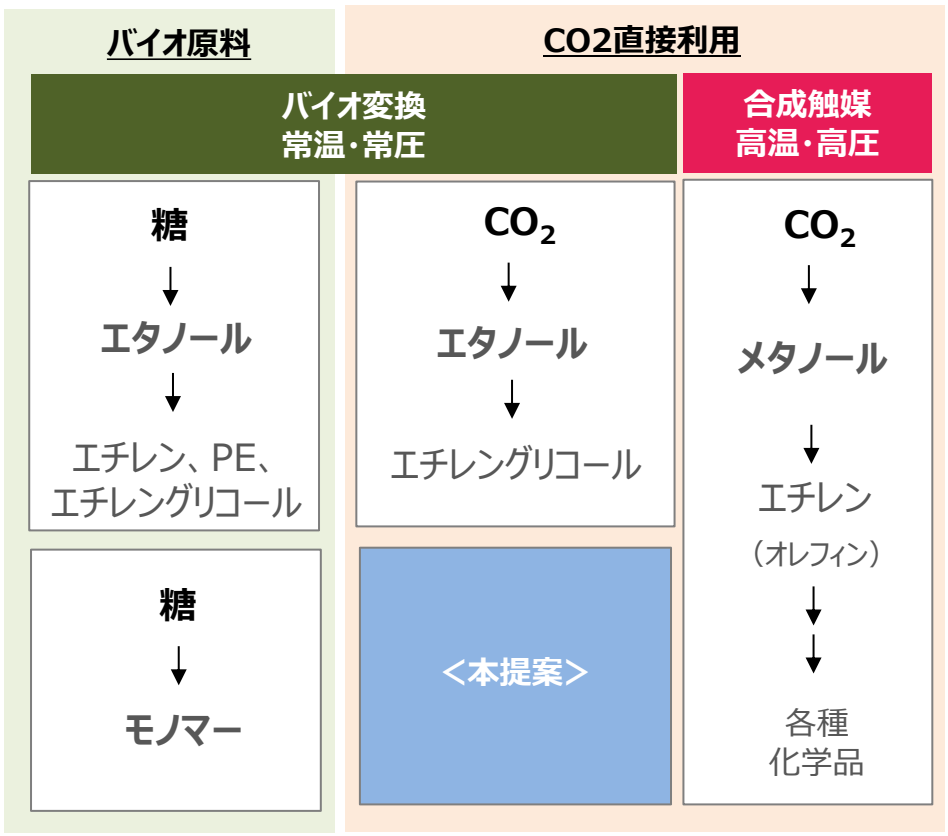 バイオ原料
CO2直接利用
バイオ変換
常温・常圧
合成触媒
高温・高圧
糖
エタノール
エチレン、PE、
エチレングリコール
糖
モノマー
CO₂
エタノール
エチレングリコール
＜本提案＞
CO₂
メタノール
エチレン
（オレフィン）
各種
化学品